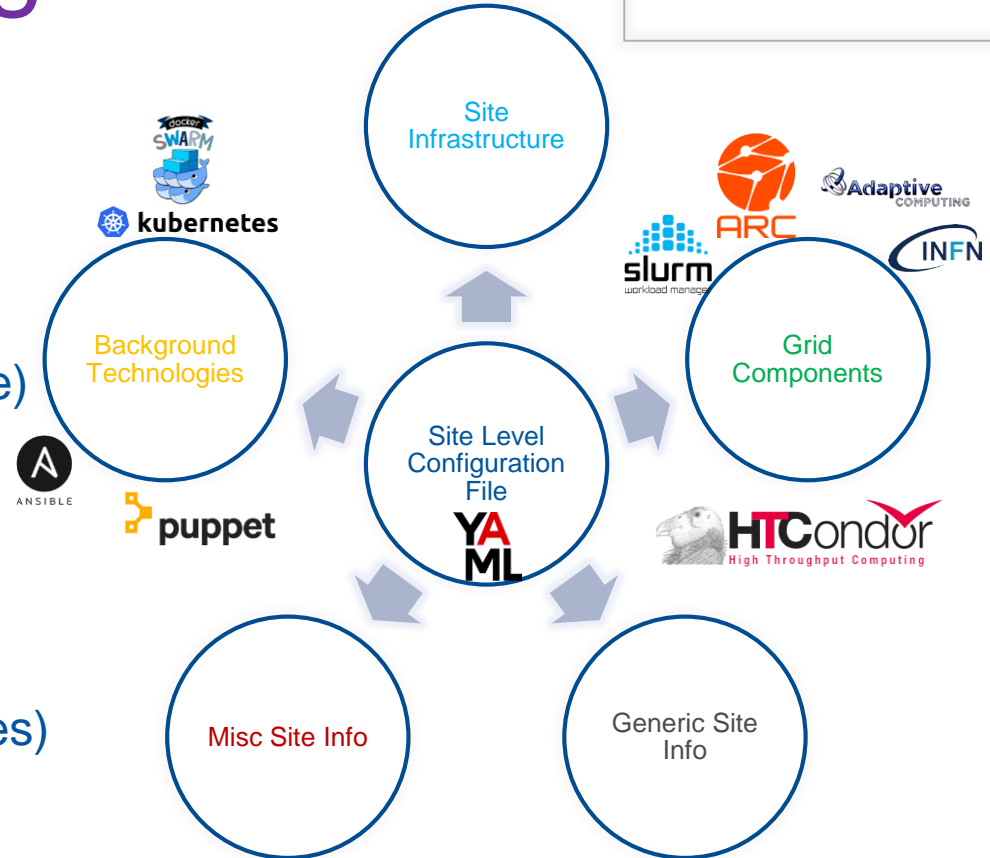 Site
Infrastructure
docker
SWARM
kubernetes
ARC
Adaptive
COMPUTING
INFN
slurm
workload manager
Background
Technologies
Grid
Components
e)
Site Level
Configuration
File
YAML
ANSIBLE
puppet
HTCondor
High Throughput Computing
es)
Misc Site Info
Generic Site
Info